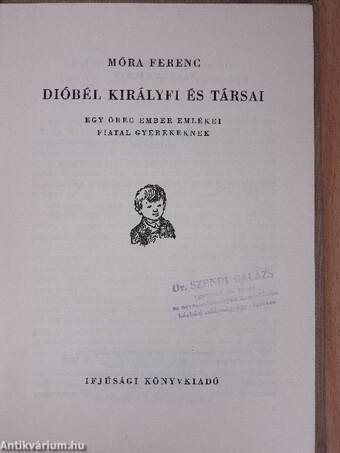 MÓRA FERENC
DIÓBÉL KIRÁLYFI ÉS TÁRSAI
EGY ÖREG EMBER EMLÉKEI
FIATAL GYEREKEKNEK
Dr. SZENDI BALÁZS
IFJÚSÁGI KÖNYVKIADÓ
Antikvárium.hu